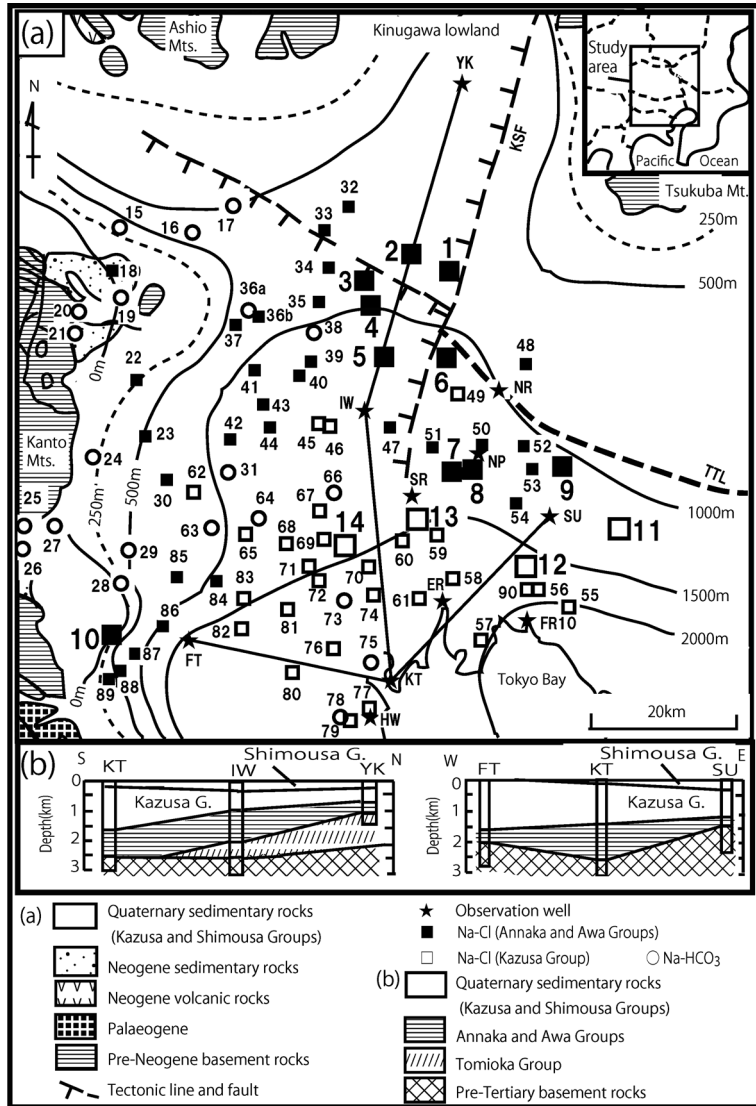 (a)
Ashio
Mts.
Kinugawa lowland
YK
Study
area
Pacific Ocean
N
KSF
Tsukuba Mt.
250m
500m
15
16
17
32
33
2
1
18
34
3
36a
35
4
20
19
36b
38
21
37
0m
39
5
48
22
41
40
6
NR
43
49
IW
Kanto
Mts.
23
42
44
45
46
47
51
50
52
NP
24
500m
31
7
8
53
9
TTL
250m
30
62
66
SR
54
SU
1000m
25
67
64
13
11
63
68
14
26
27
65
69
60
59
12
29
85
71
70
58
1500m
28
83
72
ER
90
56
55
84
73
74
61
86
81
57
FR10
2000m
10
82
76
75
FT
87
KT
Tokyo Bay
0m
89
88
80
77
78
HW
79
20km
(b)
S
Shimousa G.
N
W
Shimousa G.
E
KT
IW
YK
FT
KT
SU
0
Kazusa G.
0
Kazusa G.
1
1
Depth(km)
Depth(km)
2
2
3
3
(a)
Quaternary sedimentary rocks
(Kazusa and Shimousa Groups)
Neogene sedimentary rocks
Neogene volcanic rocks
Palaeogene
Pre-Neogene basement rocks
Tectonic line and fault
Observation well
Na-Cl (Annaka and Awa Groups)
Na-Cl (Kazusa Group)
Na-HCO3
(b)
Quaternary sedimentary rocks
(Kazusa and Shimousa Groups)
Annaka and Awa Groups
Tomioka Group
Pre-Tertiary basement rocks